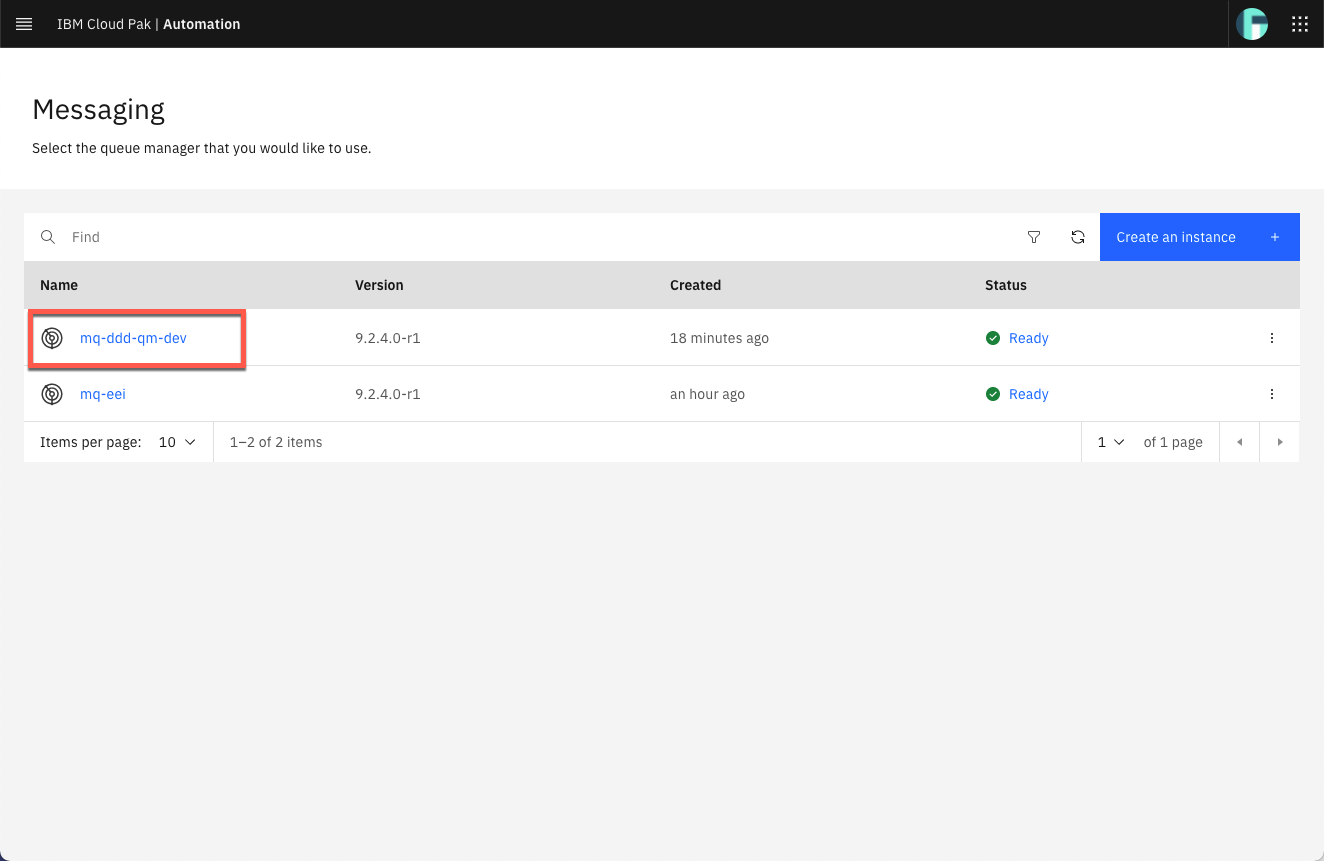 IBM Cloud Pak | Automation
Messaging
Select the queue manager that you would like to use.
Find
Create an instance +
Name Version Created Status
mq-ddd-qm-dev 9.2.4.0-r1 18 minutes ago Ready
mq-eei 9.2.4.0-r1 an hour ago Ready
Items per page: 10 1–2 of 2 items 1 of 1 page